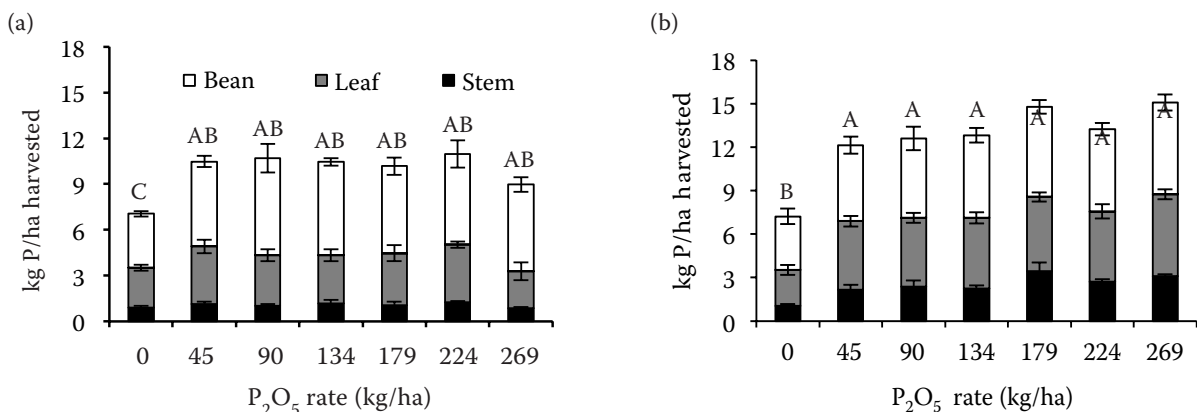 (a)
18
15
12
9
6
3
0
kg P/ha harvested
Bean Leaf Stem
C AB AB AB AB AB AB
0 45 90 134 179 224 269
P2O5 rate (kg/ha)
(b)
18
15
12
9
6
3
0
kg P/ha harvested
B A A A A A A
0 45 90 134 179 224 269
P2O5 rate (kg/ha)